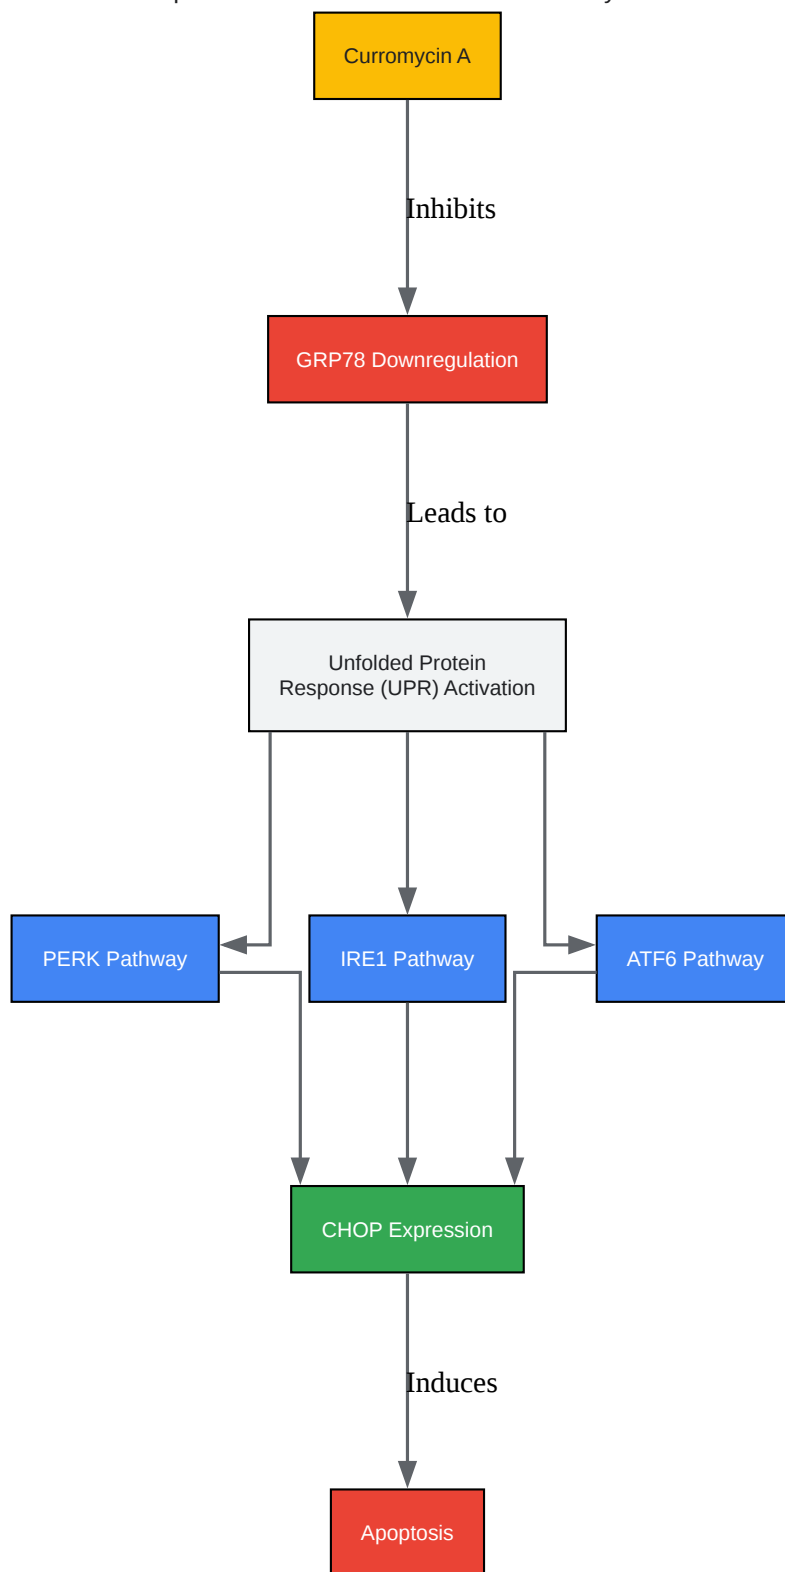 Curromycin A
Inhibits
GRP78 Downregulation
Leads to
Unfolded Protein
Response (UPR) Activation
PERK Pathway
IRE1 Pathway
ATF6 Pathway
CHOP Expression
Induces
Apoptosis